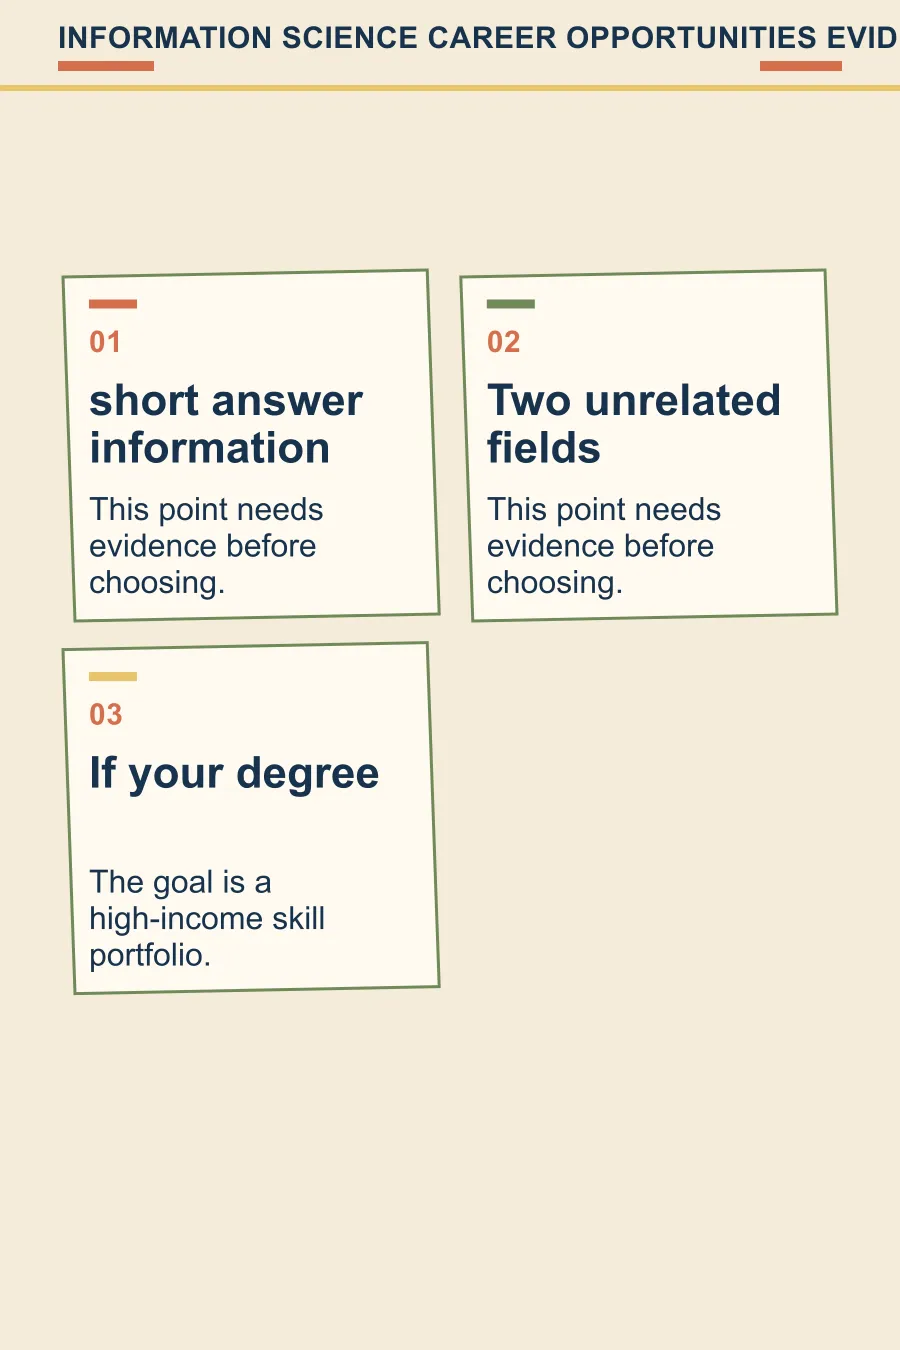 INFORMATION SCIENCE CAREER OPPORTUNITIES EVID
01
short answer
information
This point needs
evidence before
choosing.
02
Two unrelated
fields
This point needs
evidence before
choosing.
03
If your degree
The goal is a
high-income skill
portfolio.